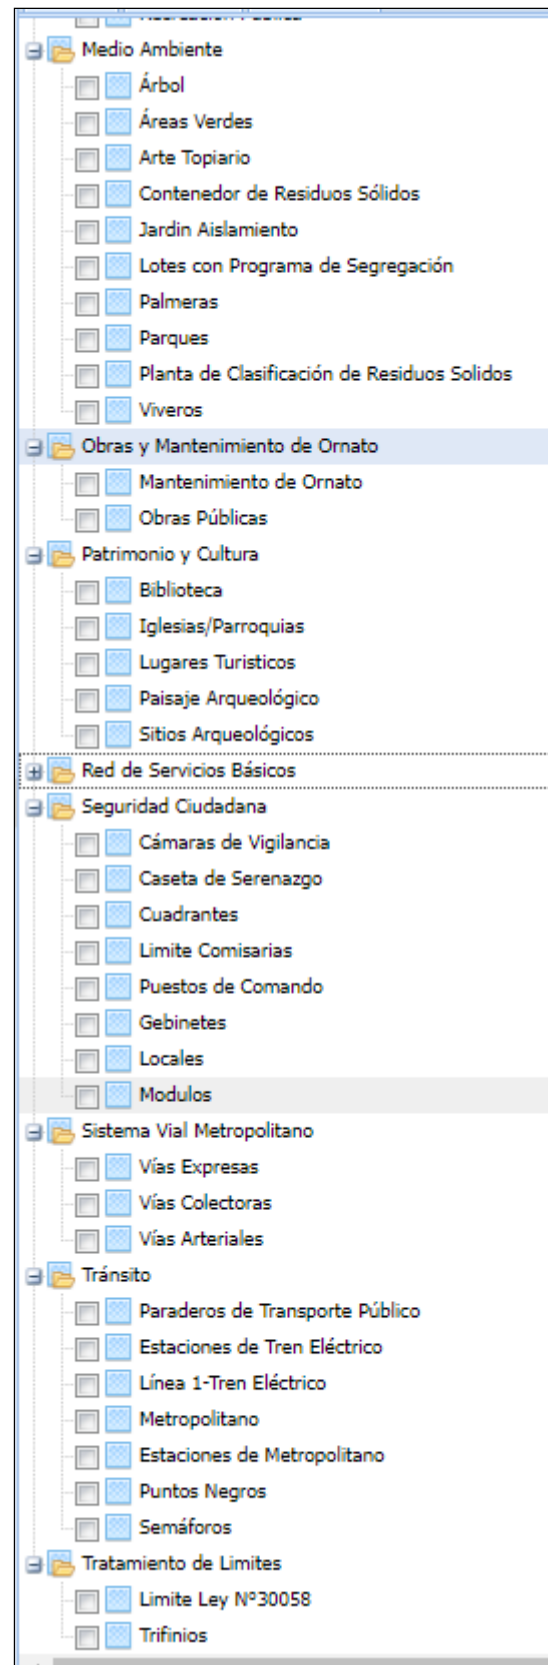 Recreación Pública
Medio Ambiente
Árbol
Áreas Verdes
Arte Topiario
Contenedor de Residuos Sólidos
Jardin Aislamiento
Lotes con Programa de Segregación
Palmeras
Parques
Planta de Clasificación de Residuos Solidos
Viveros
Obras y Mantenimiento de Ornato
Mantenimiento de Ornato
Obras Públicas
Patrimonio y Cultura
Biblioteca
Iglesias/Parroquias
Lugares Turisticos
Paisaje Arqueológico
Sitios Arqueológicos
Red de Servicios Básicos
Seguridad Ciudadana
Cámaras de Vigilancia
Caseta de Serenazgo
Cuadrantes
Limite Comisarias
Puestos de Comando
Gebinetes
Locales
Modulos
Sistema Vial Metropolitano
Vías Expresas
Vías Colectoras
Vías Arteriales
Tránsito
Paraderos de Transporte Público
Estaciones de Tren Eléctrico
Línea 1-Tren Eléctrico
Metropolitano
Estaciones de Metropolitano
Puntos Negros
Semáforos
Tratamiento de Limites
Limite Ley Nº30058
Trifinios